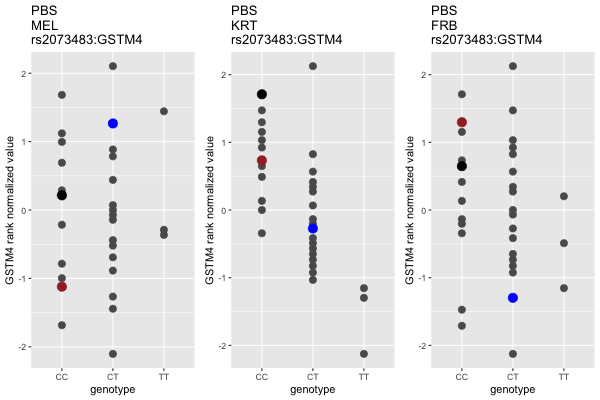 PBS
MEL
rs2073483:GSTM4
GSTM4 rank normalized value
2
1
0
-1
-2
CC
CT
TT
genotype
PBS
KRT
rs2073483:GSTM4
GSTM4 rank normalized value
2
1
0
-1
-2
CC
CT
TT
genotype
PBS
FRB
rs2073483:GSTM4
GSTM4 rank normalized value
2
1
0
-1
-2
CC
CT
TT
genotype